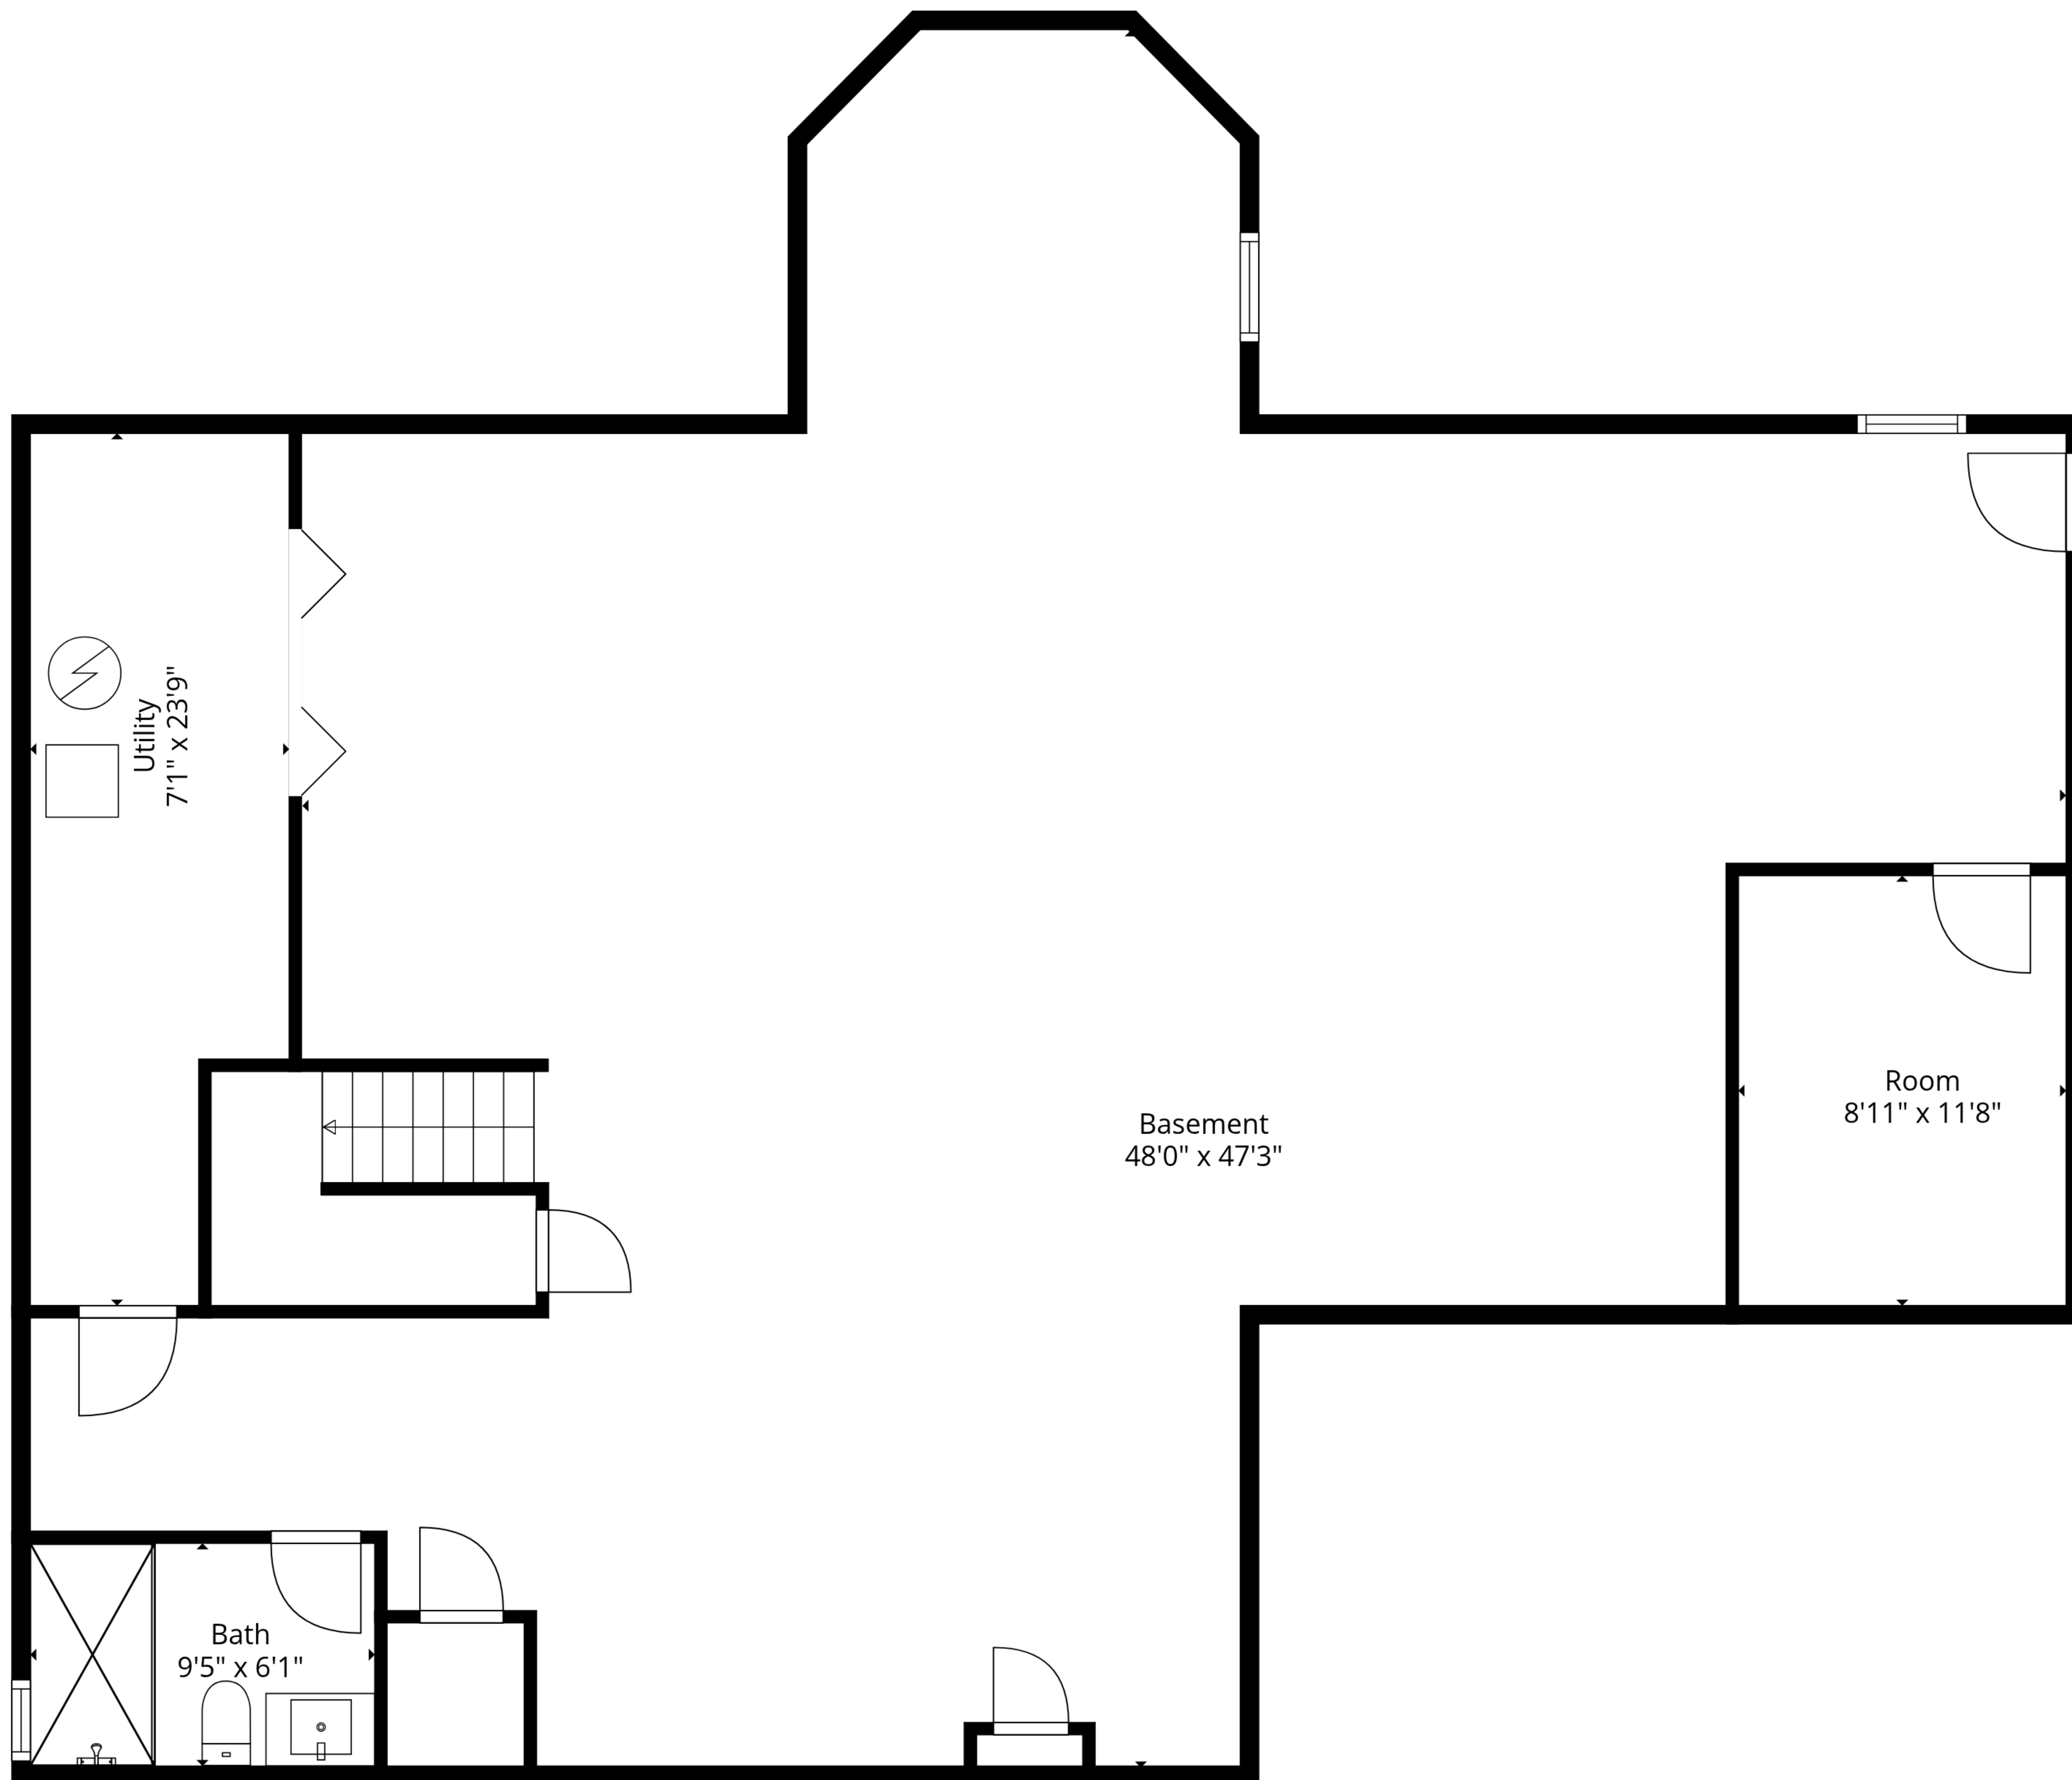 Utility
7'1" x 23'9"
Room
8'11" x 11'8"
Basement
48'0" x 47'3"
Bath
9'5" x 6'1"